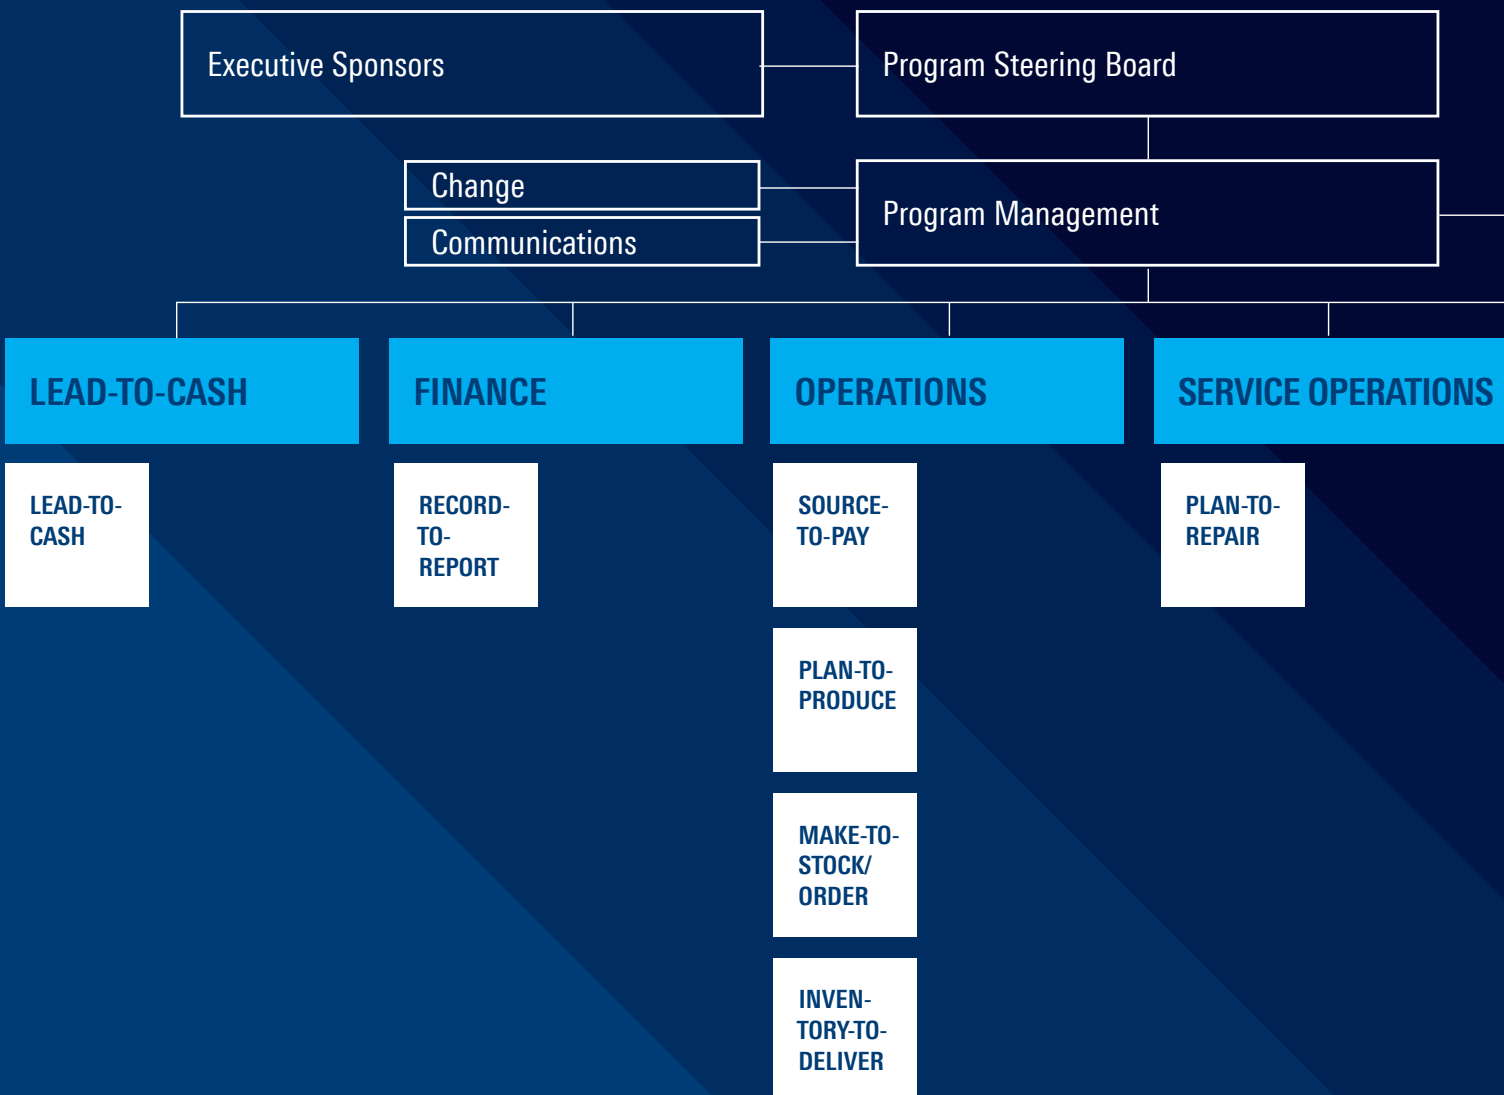 Executive Sponsors
Program Steering Board
Change
Communications
Program Management
LEAD-TO-CASH
FINANCE
OPERATIONS
SERVICE OPERATIONS
LEAD-TO-
CASH
RECORD-
TO-
REPORT
SOURCE-
TO-PAY
PLAN-TO-
REPAIR
PLAN-TO-
PRODUCE
MAKE-TO-
STOCK/
ORDER
INVEN-
TORY-TO-
DELIVER